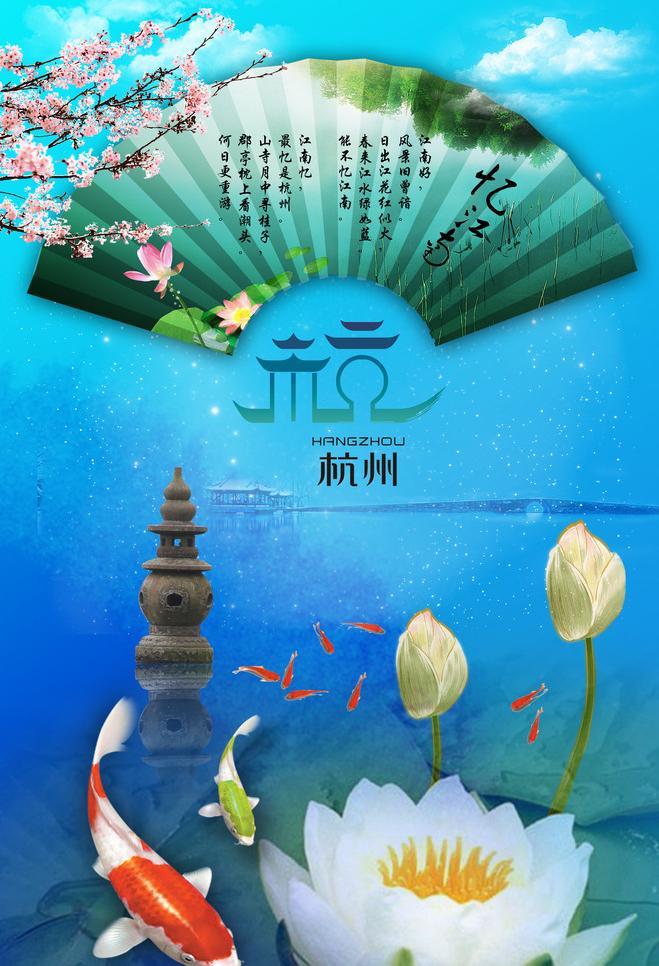 忆江南
江南好，
风景旧曾谙。
日出江花红似火，
春来江水绿如蓝。
能不忆江南。
江南忆，
最忆是杭州。
山寺月中寻桂子，
郡亭枕上看潮头。
何日更重游。
杭
HANGZHOU
杭州